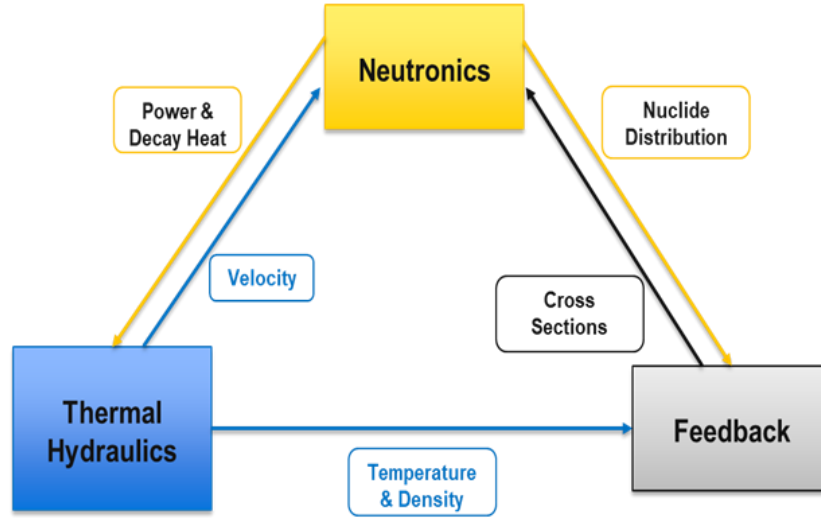 Neutronics
Power &
Decay Heat
Nuclide
Distribution
Velocity
Cross
Sections
Thermal
Hydraulics
Feedback
Temperature
& Density